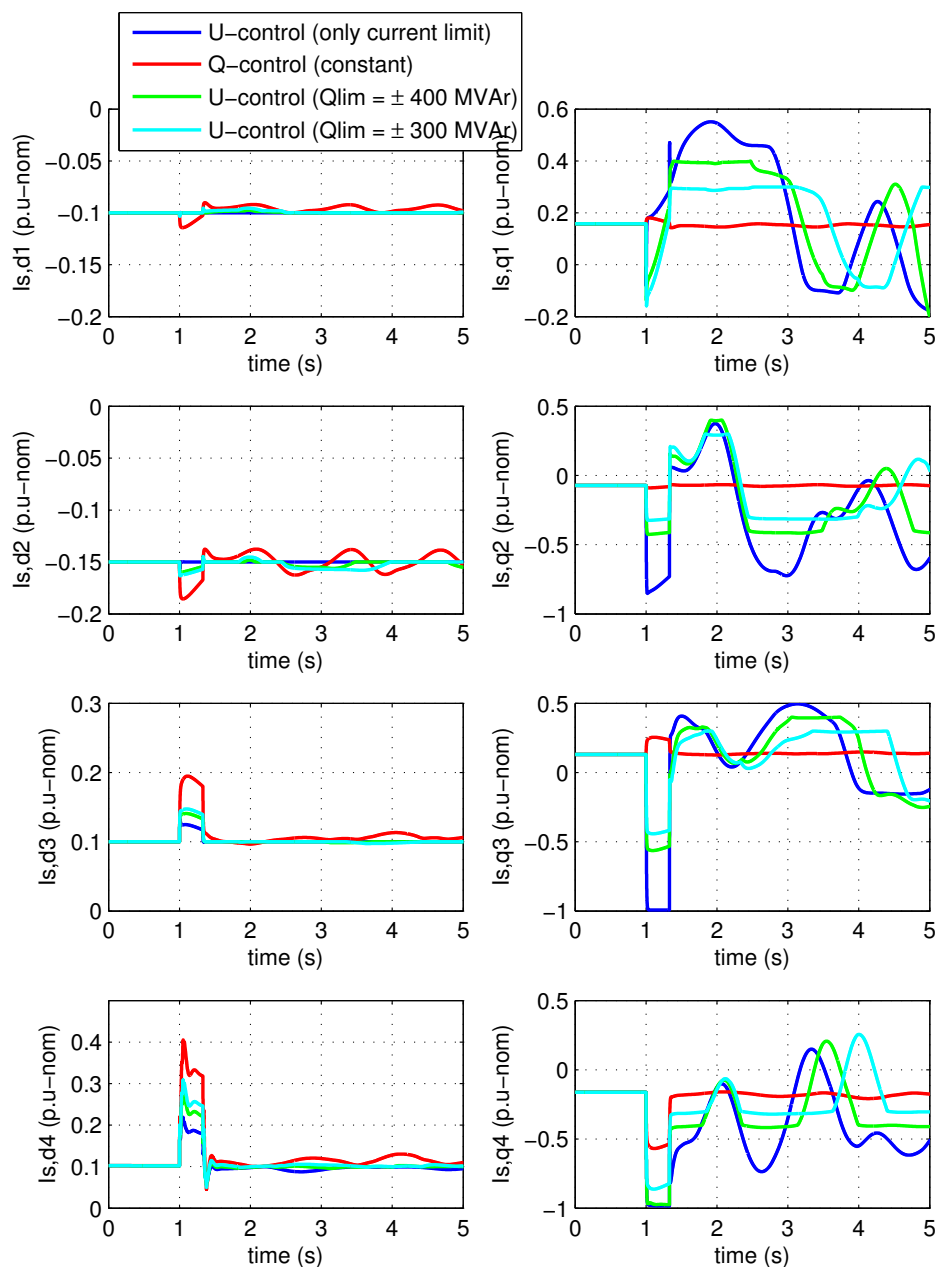 U−control (only current limit)
Q−control (constant)
U−control (Qlim = ± 400 MVAr)
U−control (Qlim = ± 300 MVAr)
0
−0.05
−0.1
−0.15
−0.2
Is,d1 (p.u−nom)
0 1 2 3 4 5
time (s)
0.6
0.4
0.2
0
−0.2
Is,q1 (p.u−nom)
0 1 2 3 4 5
time (s)
0
−0.05
−0.1
−0.15
−0.2
Is,d2 (p.u−nom)
0 1 2 3 4 5
time (s)
0.5
0
−0.5
−1
Is,q2 (p.u−nom)
0 1 2 3 4 5
time (s)
0.3
0.2
0.1
0
Is,d3 (p.u−nom)
0 1 2 3 4 5
time (s)
0.5
0
−0.5
−1
Is,q3 (p.u−nom)
0 1 2 3 4 5
time (s)
0.4
0.3
0.2
0.1
0
Is,d4 (p.u−nom)
0 1 2 3 4 5
time (s)
0.5
0
−0.5
−1
Is,q4 (p.u−nom)
0 1 2 3 4 5
time (s)